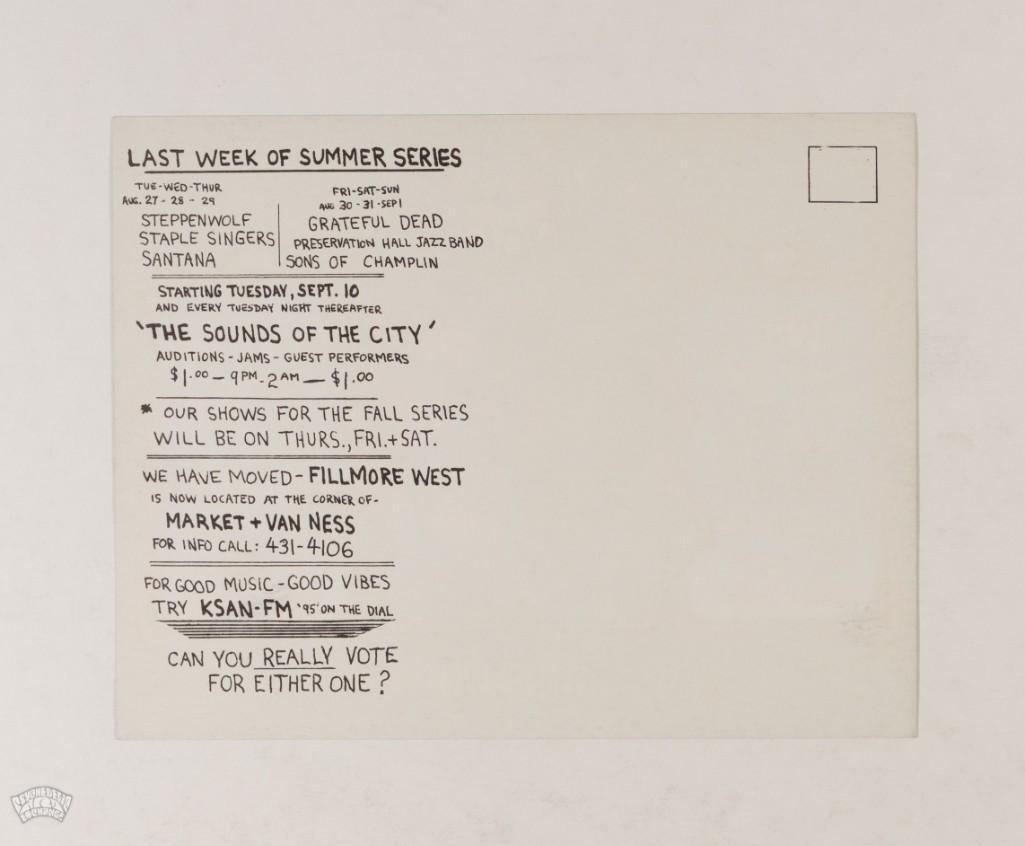 LAST WEEK OF SUMMER SERIES
TUE-WED-THUR
AUG. 27 - 28 - 29
STEPPENWOLF
STAPLE SINGERS
SANTANA
FRI-SAT-SUN
AUG 30 - 31 - SEP 1
GRATEFUL DEAD
PRESERVATION HALL JAZZ BAND
SONS OF CHAMPLIN
STARTING TUESDAY, SEPT. 10
AND EVERY TUESDAY NIGHT THEREAFTER
'THE SOUNDS OF THE CITY'
AUDITIONS - JAMS - GUEST PERFORMERS
$1.00 - 9PM - 2AM - $1.00
* OUR SHOWS FOR THE FALL SERIES
WILL BE ON THURS., FRI. + SAT.
WE HAVE MOVED - FILLMORE WEST
IS NOW LOCATED AT THE CORNER OF -
MARKET + VAN NESS
FOR INFO CALL: 431-4106
FOR GOOD MUSIC - GOOD VIBES
TRY KSAN-FM '95' ON THE DIAL
CAN YOU REALLY VOTE
FOR EITHER ONE?